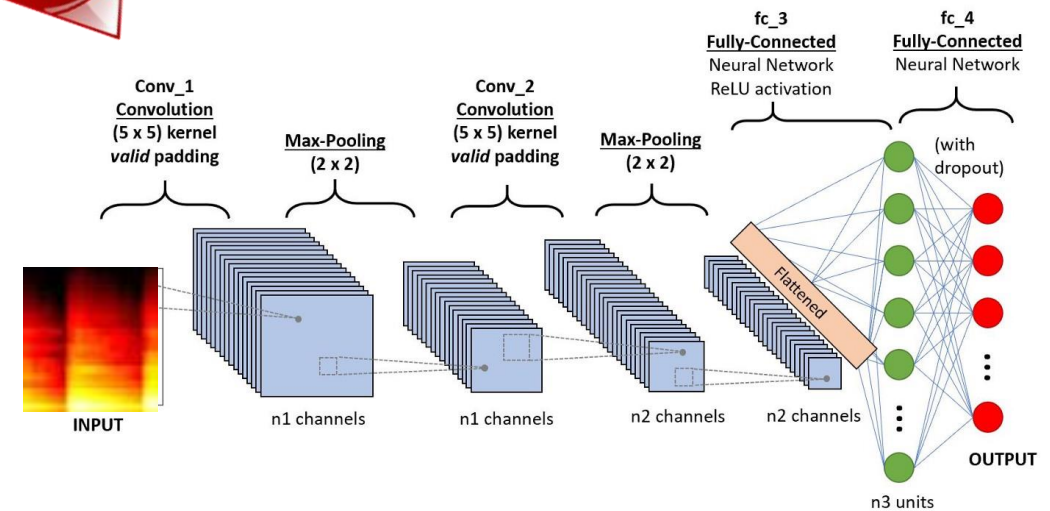 Conv_1
Convolution
(5 x 5) kernel
valid padding
Max-Pooling
(2 x 2)
Conv_2
Convolution
(5 x 5) kernel
valid padding
Max-Pooling
(2 x 2)
fc_3
Fully-Connected
Neural Network
ReLU activation
fc_4
Fully-Connected
Neural Network
(with
dropout)
Flattened
INPUT
n1 channels
n1 channels
n2 channels
n2 channels
OUTPUT
n3 units